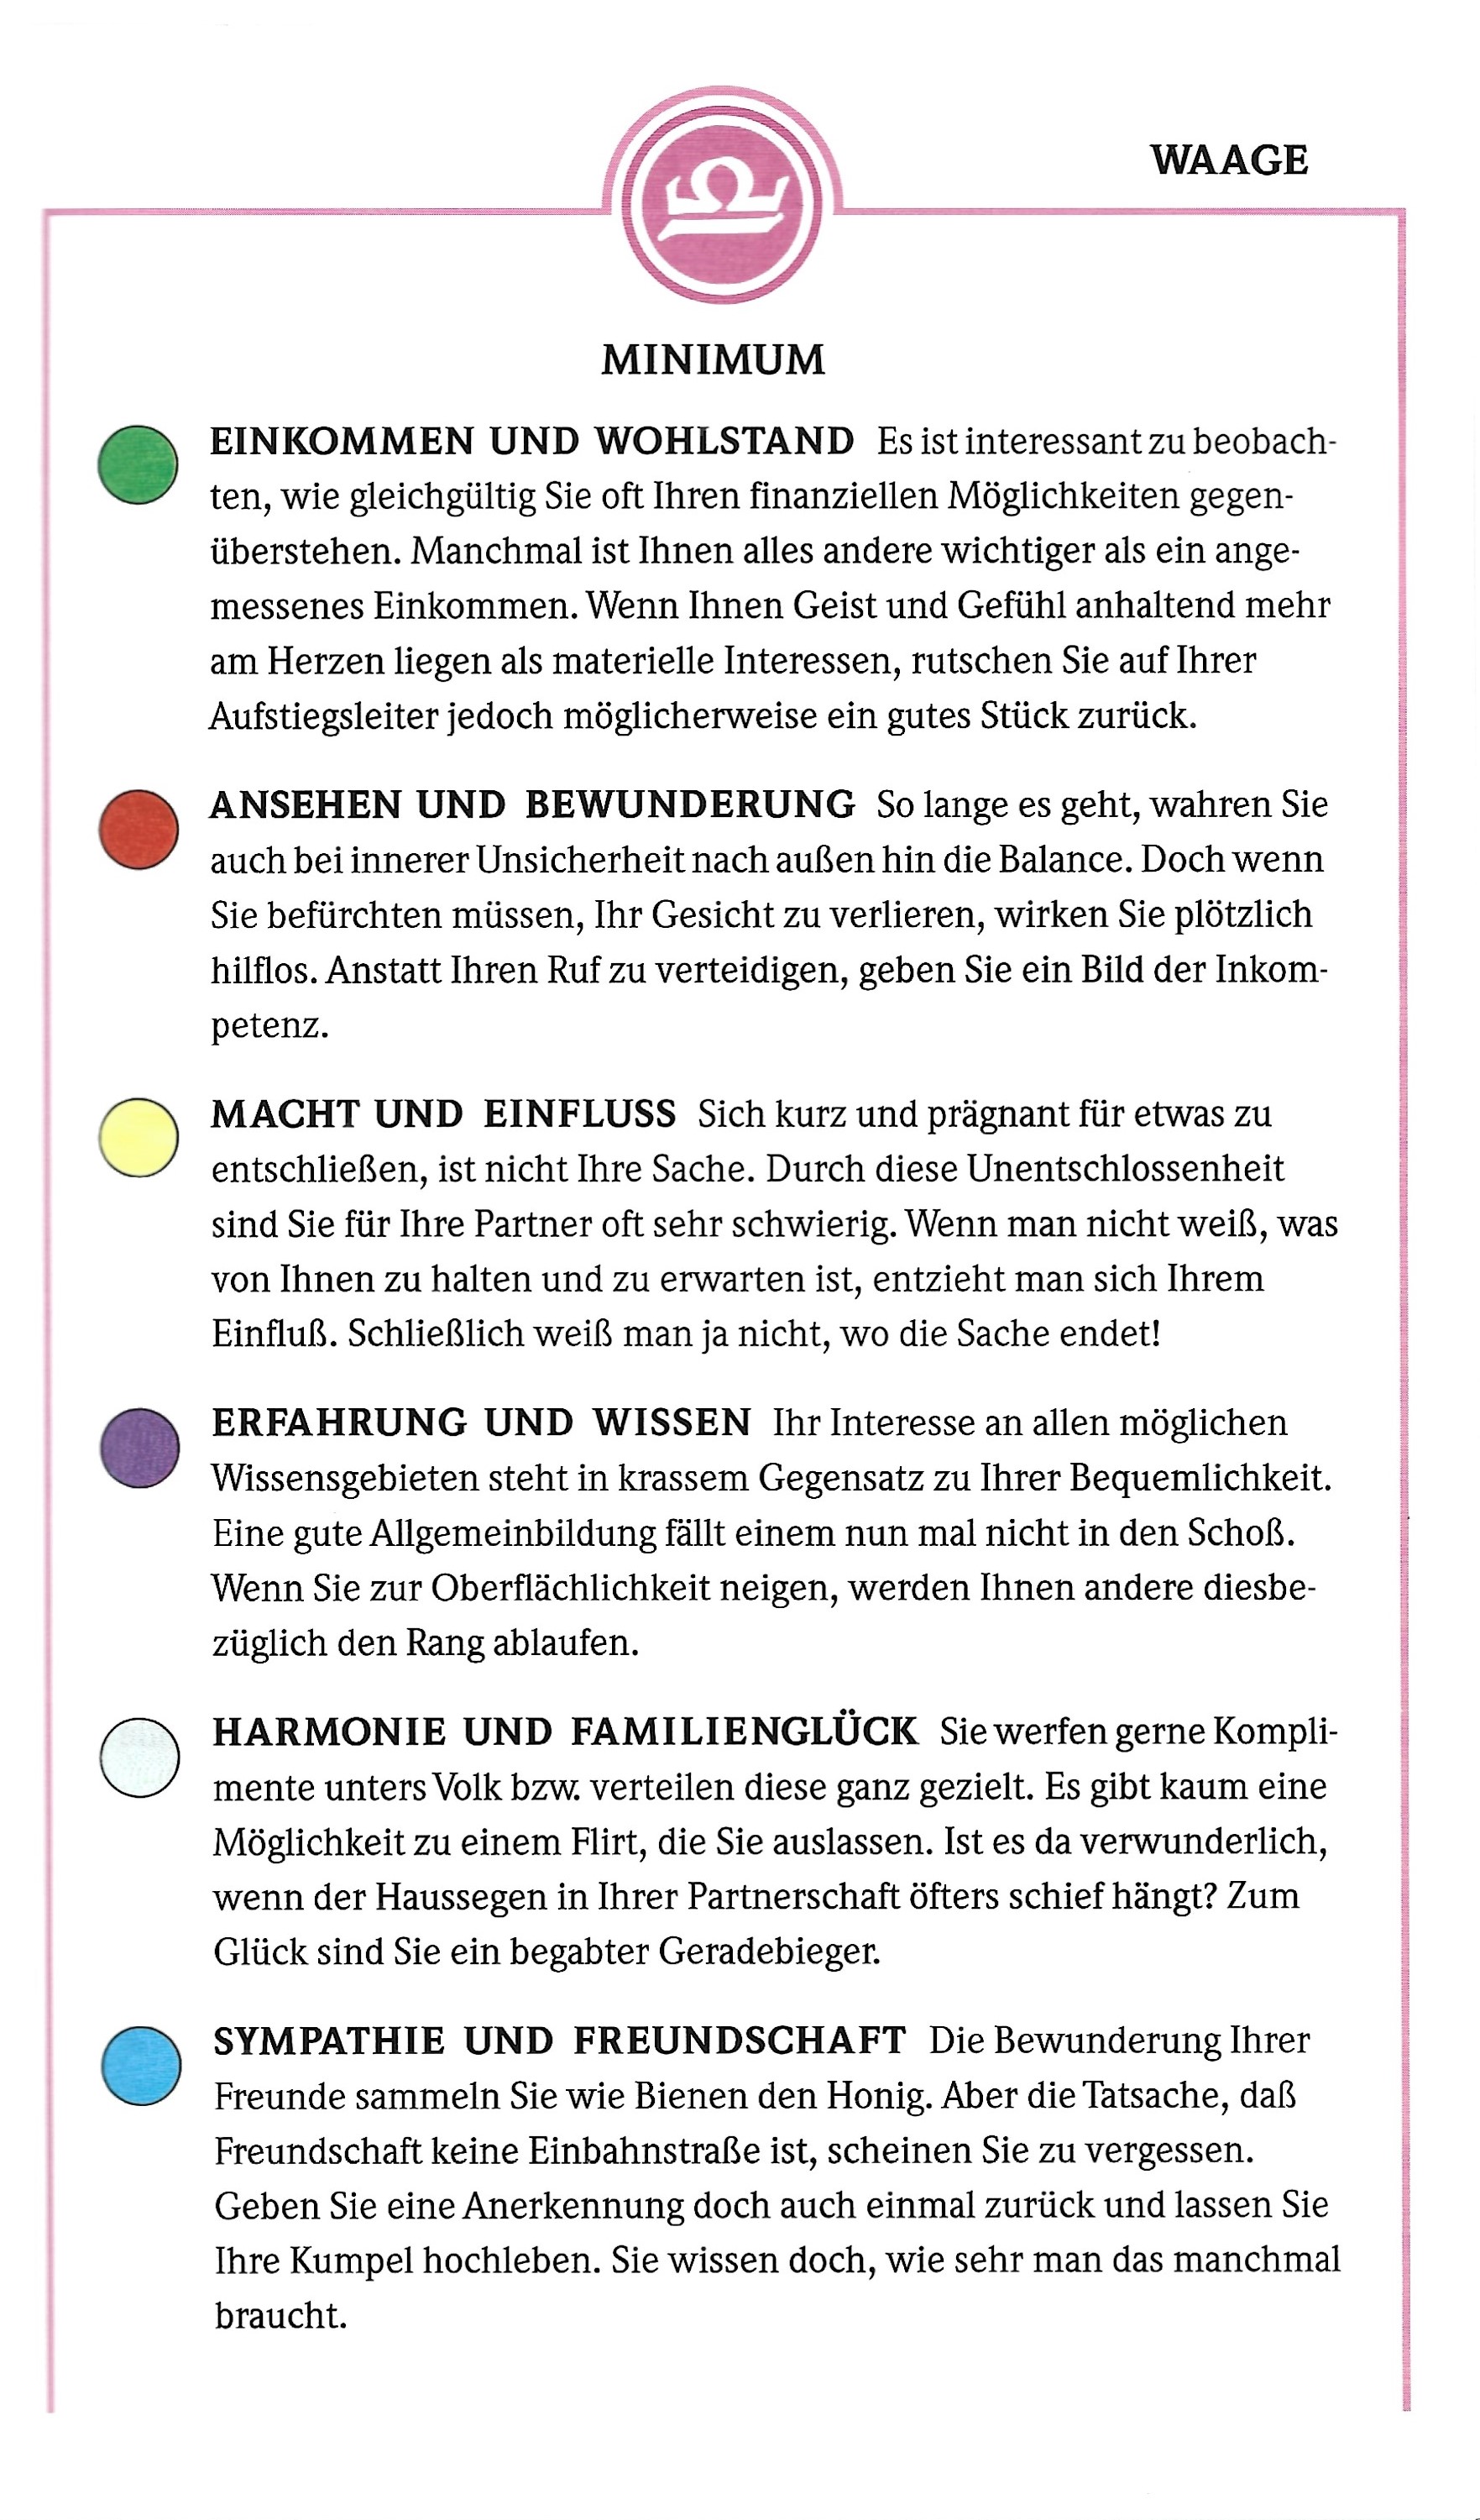 WAAGE
MINIMUM
EINKOMMEN UND WOHLSTAND Es ist interessant zu beobach-
ten, wie gleichgültig Sie oft Ihren finanziellen Möglichkeiten gegen-
überstehen. Manchmal ist Ihnen alles andere wichtiger als ein ange-
messenes Einkommen. Wenn Ihnen Geist und Gefühl anhaltend mehr
am Herzen liegen als materielle Interessen, rutschen Sie auf Ihrer
Aufstiegsleiter jedoch möglicherweise ein gutes Stück zurück.
ANSEHEN UND BEWUNDERUNG So lange es geht, wahren Sie
auch bei innerer Unsicherheit nach außen hin die Balance. Doch wenn
Sie befürchten müssen, Ihr Gesicht zu verlieren, wirken Sie plötzlich
hilflos. Anstatt Ihren Ruf zu verteidigen, geben Sie ein Bild der Inkom-
petenz.
MACHT UND EINFLUSS Sich kurz und prägnant für etwas zu
entschließen, ist nicht Ihre Sache. Durch diese Unentschlossenheit
sind Sie für Ihre Partner oft sehr schwierig. Wenn man nicht weiß, was
von Ihnen zu halten und zu erwarten ist, entzieht man sich Ihrem
Einfluß. Schließlich weiß man ja nicht, wo die Sache endet!
ERFAHRUNG UND WISSEN Ihr Interesse an allen möglichen
Wissensgebieten steht in krassem Gegensatz zu Ihrer Bequemlichkeit.
Eine gute Allgemeinbildung fällt einem nun mal nicht in den Schoß.
Wenn Sie zur Oberflächlichkeit neigen, werden Ihnen andere diesbe-
züglich den Rang ablaufen.
HARMONIE UND FAMILIENGLÜCK Sie werfen gerne Kompli-
mente unters Volk bzw. verteilen diese ganz gezielt. Es gibt kaum eine
Möglichkeit zu einem Flirt, die Sie auslassen. Ist es da verwunderlich,
wenn der Haussegen in Ihrer Partnerschaft öfters schief hängt? Zum
Glück sind Sie ein begabter Geradebieger.
SYMPATHIE UND FREUNDSCHAFT Die Bewunderung Ihrer
Freunde sammeln Sie wie Bienen den Honig. Aber die Tatsache, daß
Freundschaft keine Einbahnstraße ist, scheinen Sie zu vergessen.
Geben Sie eine Anerkennung doch auch einmal zurück und lassen Sie
Ihre Kumpel hochleben. Sie wissen doch, wie sehr man das manchmal
braucht.